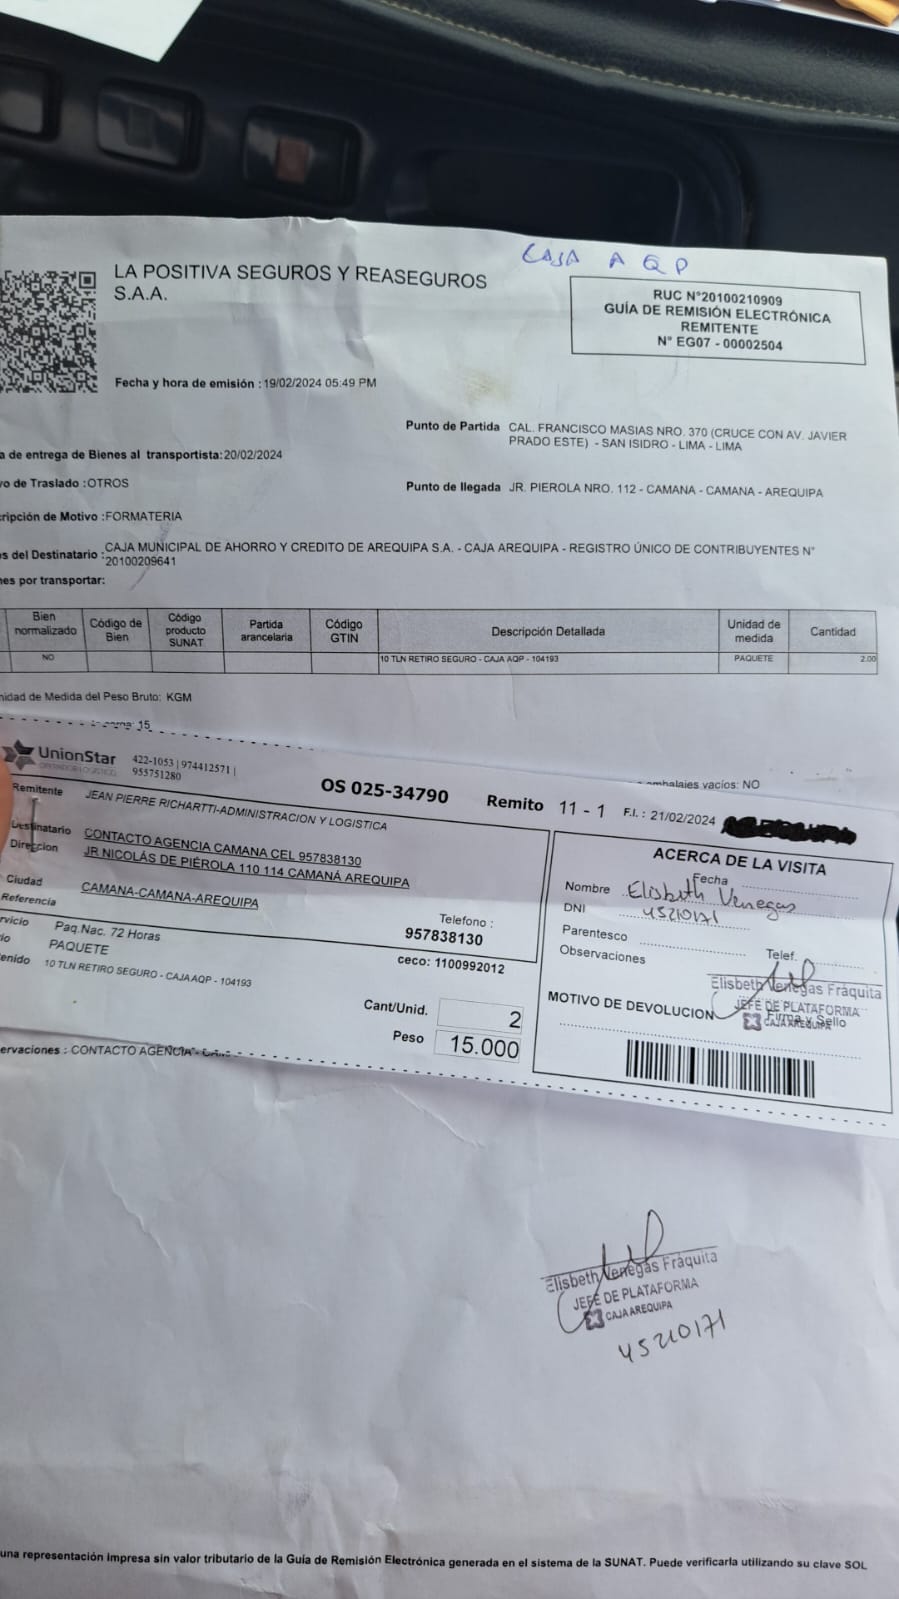 CAJA A Q P
LA POSITIVA SEGUROS Y REASEGUROS
S.A.A.
RUC N°20100210909
GUÍA DE REMISIÓN ELECTRÓNICA
REMITENTE
N° EG07 - 00002504
Fecha y hora de emisión : 19/02/2024 05:49 PM
Punto de Partida CAL. FRANCISCO MASIAS NRO. 370 (CRUCE CON AV. JAVIER
PRADO ESTE) - SAN ISIDRO - LIMA - LIMA
a de entrega de Bienes al transportista:20/02/2024
vo de Traslado :OTROS
Punto de llegada JR. PIEROLA NRO. 112 - CAMANA - CAMANA - AREQUIPA
ripción de Motivo :FORMATERIA
s del Destinatario : CAJA MUNICIPAL DE AHORRO Y CREDITO DE AREQUIPA S.A. - CAJA AREQUIPA - REGISTRO ÚNICO DE CONTRIBUYENTES N°
20100209641
nes por transportar:
Bien normalizado Código de Bien Código producto SUNAT Partida arancelaria Código GTIN Descripción Detallada Unidad de medida Cantidad
NO 10 TLN RETIRO SEGURO - CAJA AQP - 104193 PAQUETE 2.00
nidad de Medida del Peso Bruto: KGM
15
embalajes vacíos: NO
UnionStar 422-1053 | 974412571 |
OPERADOR LOGISTICO 955751280
OS 025-34790 Remito 11 - 1 F.I. : 21/02/2024
Remitente JEAN PIERRE RICHARTTI-ADMINISTRACION Y LOGISTICA
Destinatario CONTACTO AGENCIA CAMANA CEL 957838130
Dirección JR NICOLÁS DE PIÉROLA 110 114 CAMANÁ AREQUIPA
Ciudad CAMANA-CAMANA-AREQUIPA
Referencia
Telefono :
957838130
rvicio Paq.Nac. 72 Horas
io PAQUETE
ceco: 1100992012
enido 10 TLN RETIRO SEGURO - CAJA AQP - 104193
Cant/Unid. 2
Peso 15.000
ACERCA DE LA VISITA
Fecha
Nombre Elisbeth Venegas
DNI 45210171
Parentesco
Observaciones Telef.
Elisbeth Venegas Fráquita
JEFE DE PLATAFORMA
MOTIVO DE DEVOLUCION Firma y Sello
CAJA AREQUIPA
ervaciones : CONTACTO AGENCIA
Elisbeth Venegas Fráquita
JEFE DE PLATAFORMA
CAJA AREQUIPA
45210171
una representación impresa sin valor tributario de la Guía de Remisión Electrónica generada en el sistema de la SUNAT. Puede verificarla utilizando su clave SOL